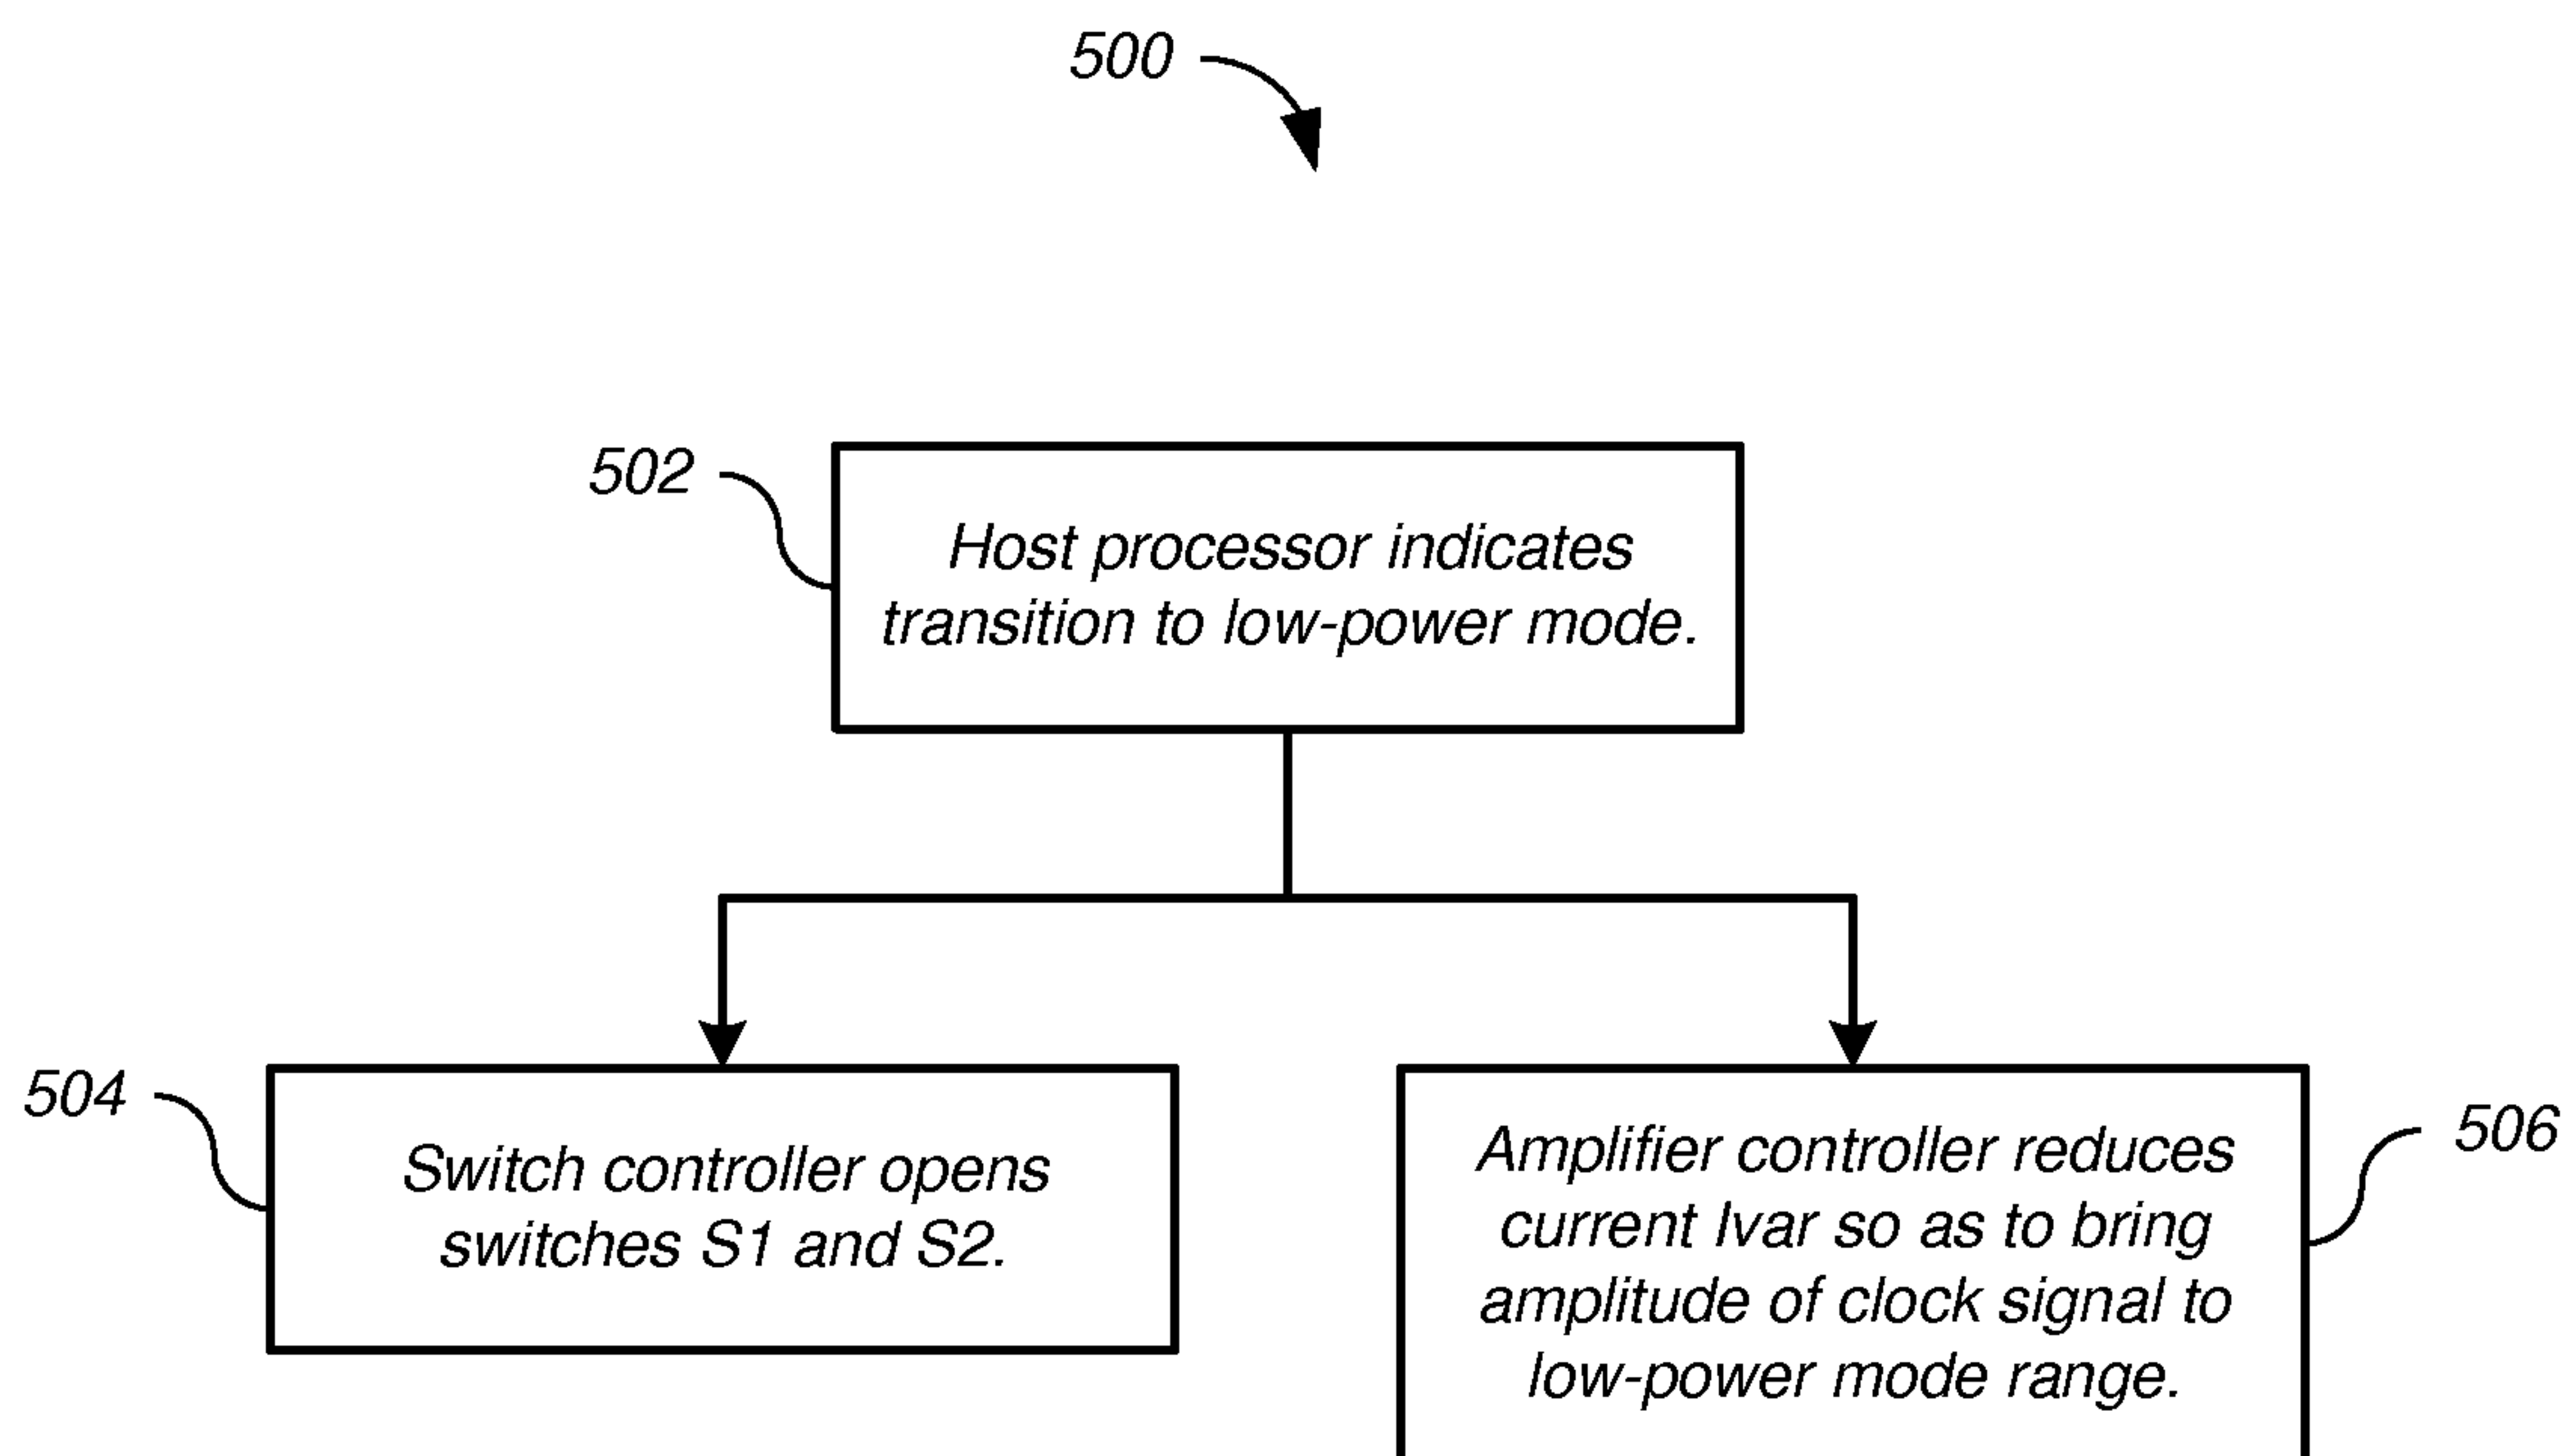 500
502
Host processor indicates
transition to low-power mode.
504
Switch controller opens
switches S1 and S2.
506
Amplifier controller reduces
current Ivar so as to bring
amplitude of clock signal to
low-power mode range.